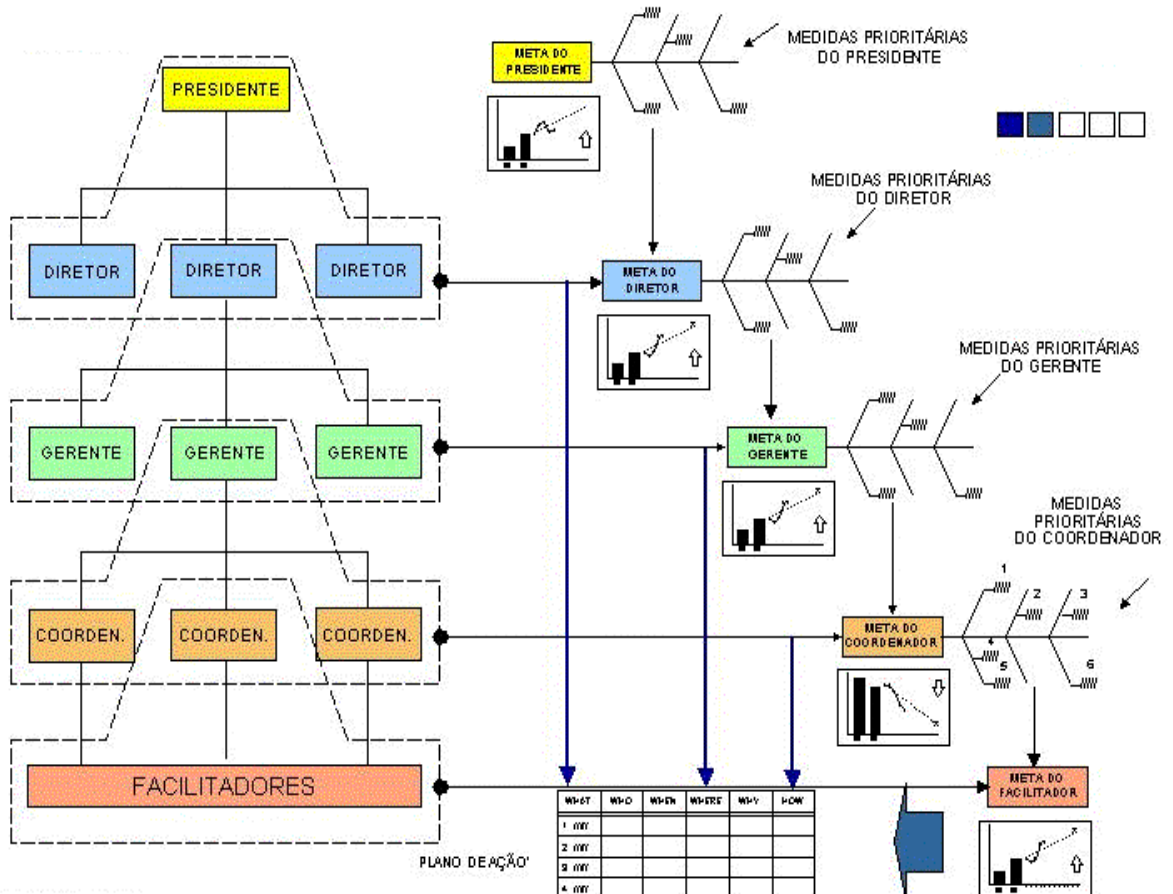 META DO
PRESIDENTE
MEDIDAS PRIORITÁRIAS
DO PRESIDENTE
PRESIDENTE
MEDIDAS PRIORITÁRIAS
DO DIRETOR
DIRETOR
DIRETOR
DIRETOR
META DO
DIRETOR
MEDIDAS PRIORITÁRIAS
DO GERENTE
GERENTE
GERENTE
GERENTE
META DO
GERENTE
MEDIDAS
PRIORITÁRIAS
DO COORDENADOR
1
2
3
4
5
6
COORDEN.
COORDEN.
COORDEN.
META DO
COORDENADOR
FACILITADORES
META DO
FACILITADOR
WHAT WHO WHEN WHERE WHY HOW
1
2
3
4
PLANO DE AÇÃO'